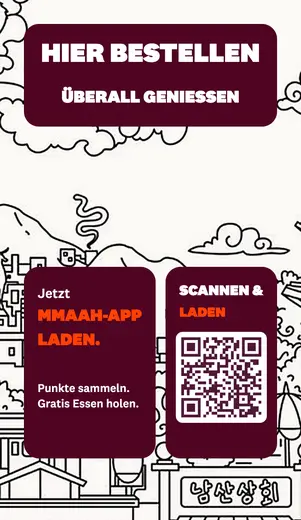 HIER BESTELLEN
ÜBERALL GENIESSEN
Jetzt
MMAAH-APP
LADEN.
Punkte sammeln.
Gratis Essen holen.
SCANNEN &
LADEN
남산상회